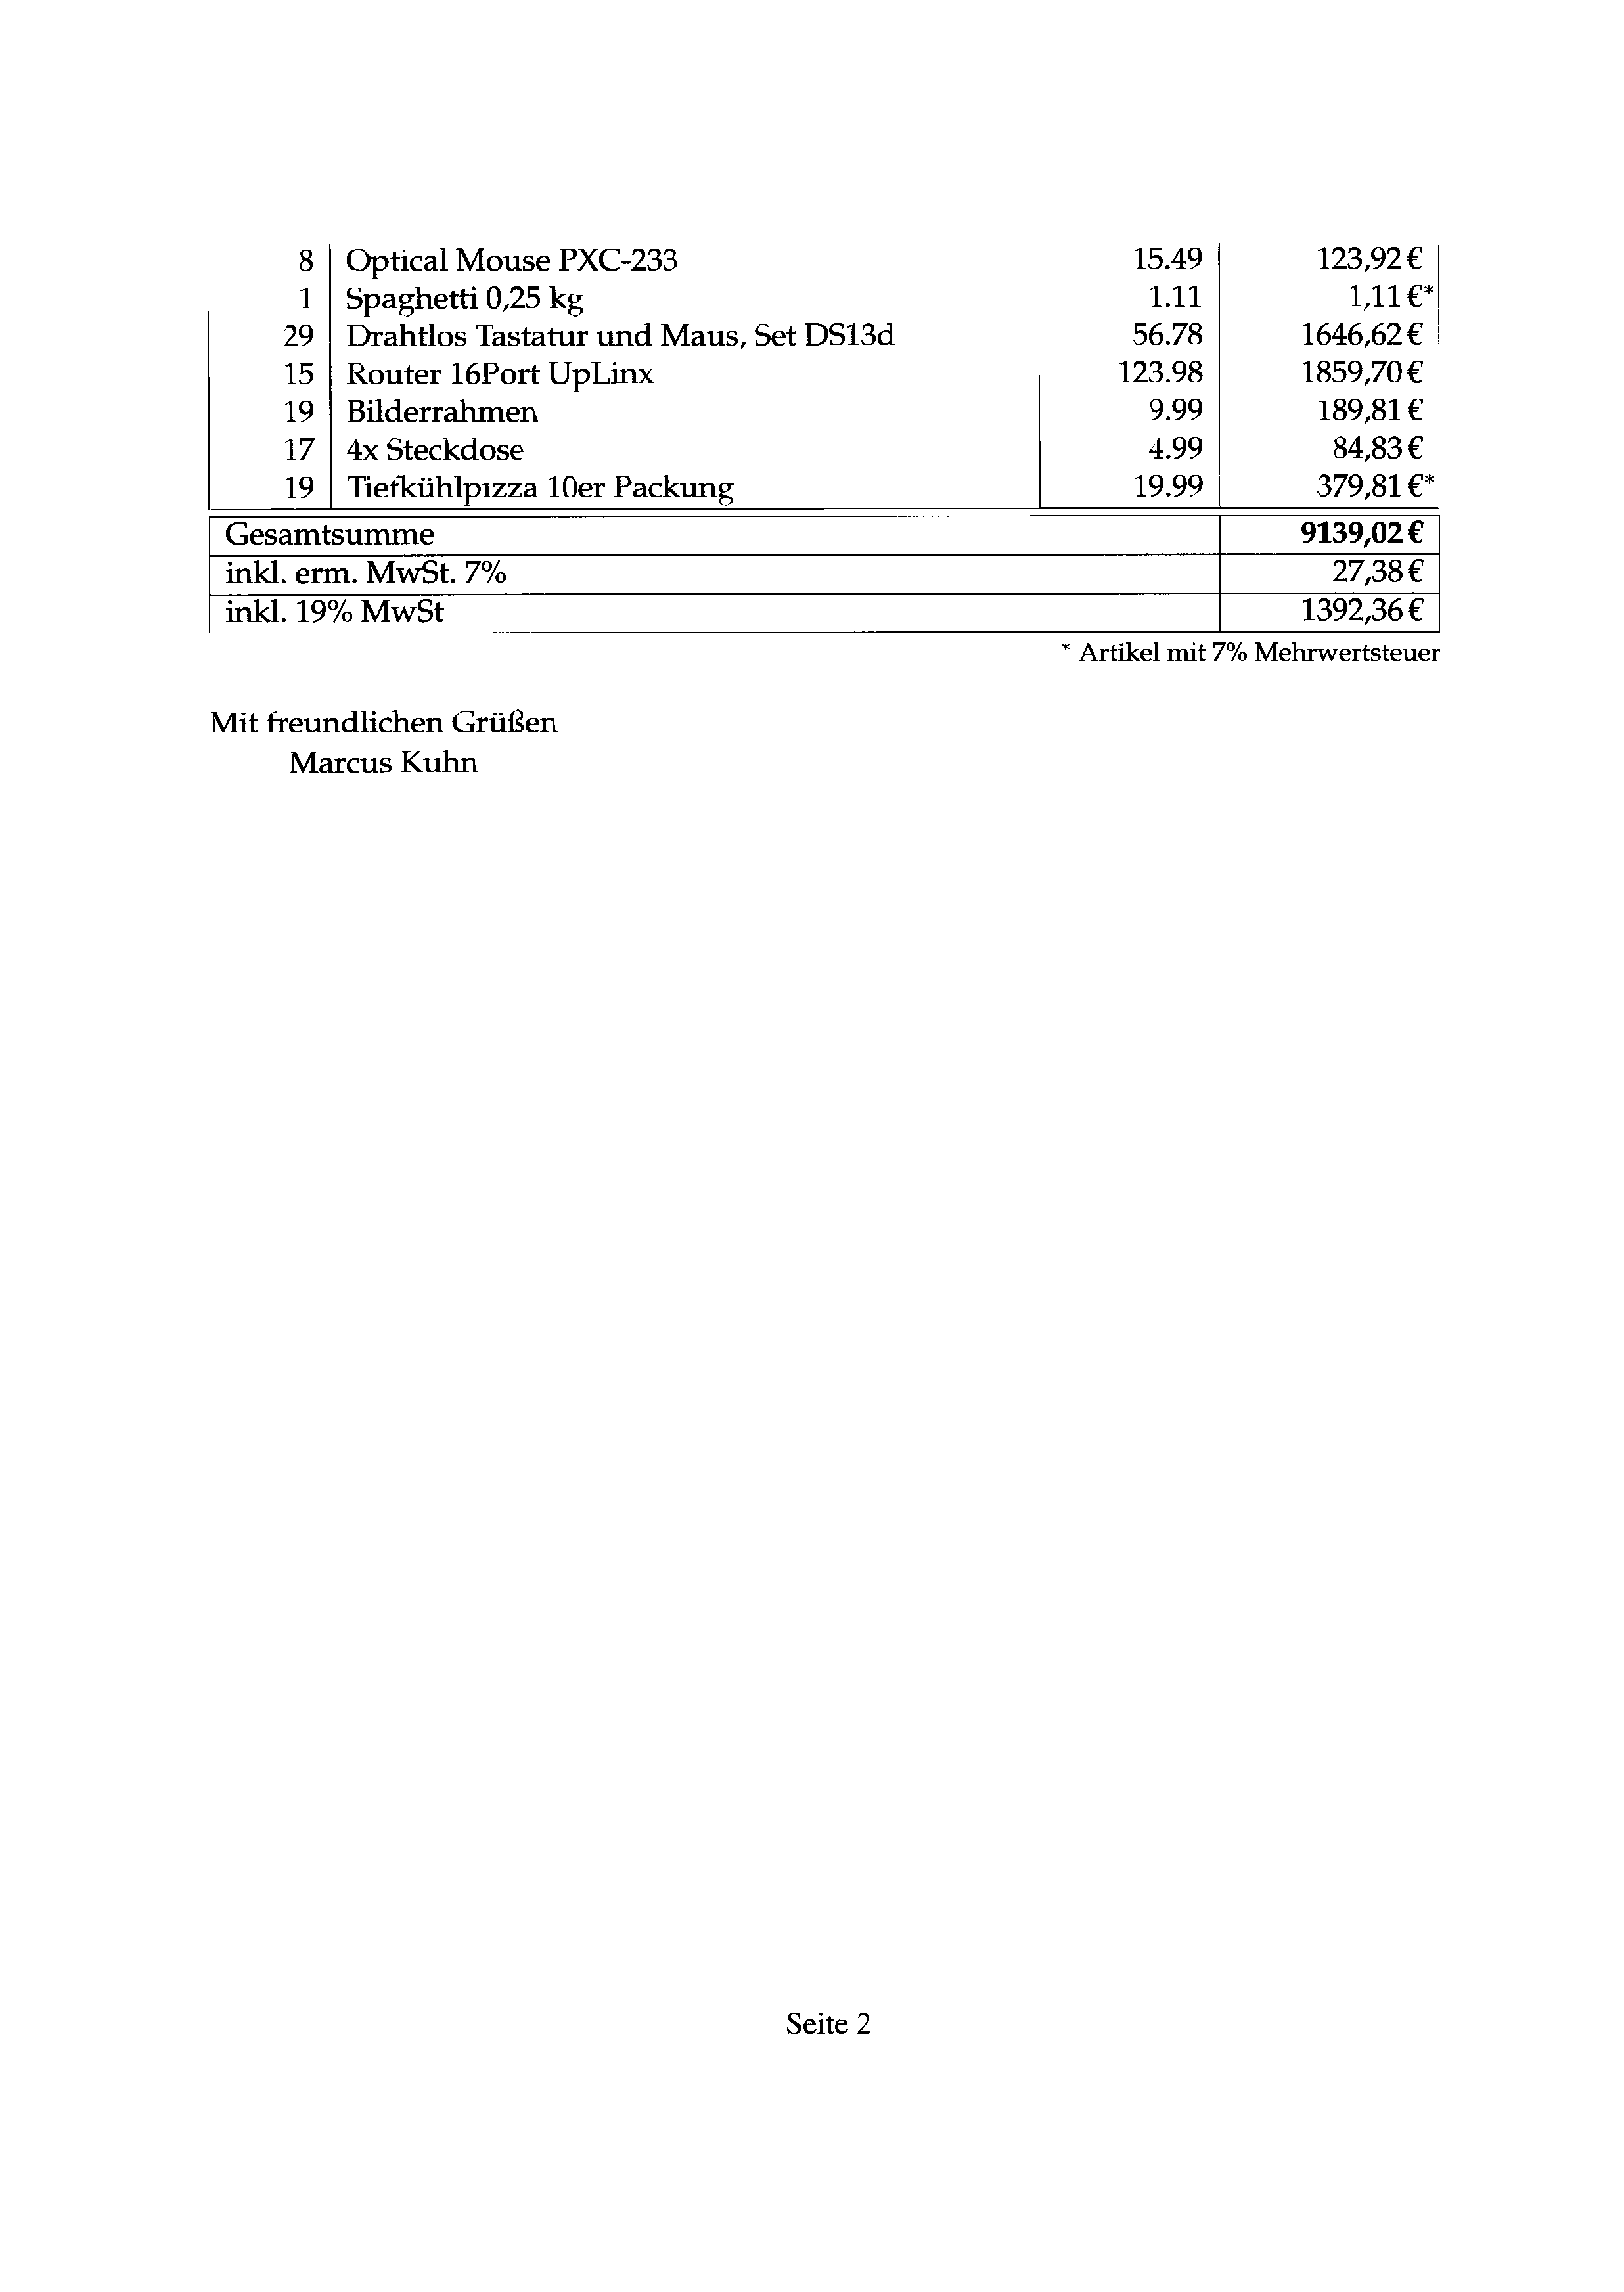 8 Optical Mouse PXC-233 15.49 123,92 €
1 Spaghetti 0,25 kg 1.11 1,11 €*
29 Drahtlos Tastatur und Maus, Set DS13d 56.78 1646,62 €
15 Router 16Port UpLinx 123.98 1859,70 €
19 Bilderrahmen 9.99 189,81 €
17 4x Steckdose 4.99 84,83 €
19 Tiefkühlpizza 10er Packung 19.99 379,81 €*
Gesamtsumme 9139,02 €
inkl. erm. MwSt. 7% 27,38 €
inkl. 19% MwSt 1392,36 €
* Artikel mit 7% Mehrwertsteuer
Mit freundlichen Grüßen
Marcus Kuhn
Seite 2